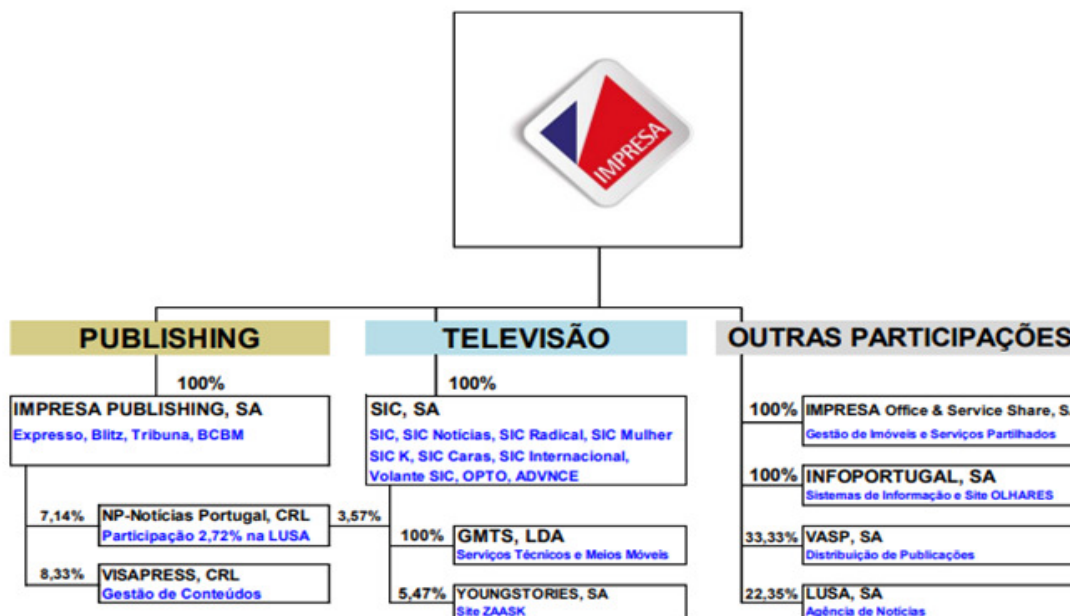 IMPRESA
PUBLISHING
100%
IMPRESA PUBLISHING, SA
Expresso, Blitz, Tribuna, BCBM
7,14%
NP-Notícias Portugal, CRL
Participação 2,72% na LUSA
8,33%
VISAPRESS, CRL
Gestão de Conteúdos
TELEVISÃO
100%
SIC, SA
SIC, SIC Notícias, SIC Radical, SIC Mulher
SIC K, SIC Caras, SIC Internacional,
Volante SIC, OPTO, ADVNCE
3,57%
100%
GMTS, LDA
Serviços Técnicos e Meios Móveis
5,47%
YOUNGSTORIES, SA
Site ZAASK
OUTRAS PARTICIPAÇÕES
100%
IMPRESA Office & Service Share, S
Gestão de Imóveis e Serviços Partilhados
100%
INFOPORTUGAL, SA
Sistemas de Informação e Site OLHARES
33,33%
VASP, SA
Distribuição de Publicações
22,35%
LUSA, SA
Agência de Notícias